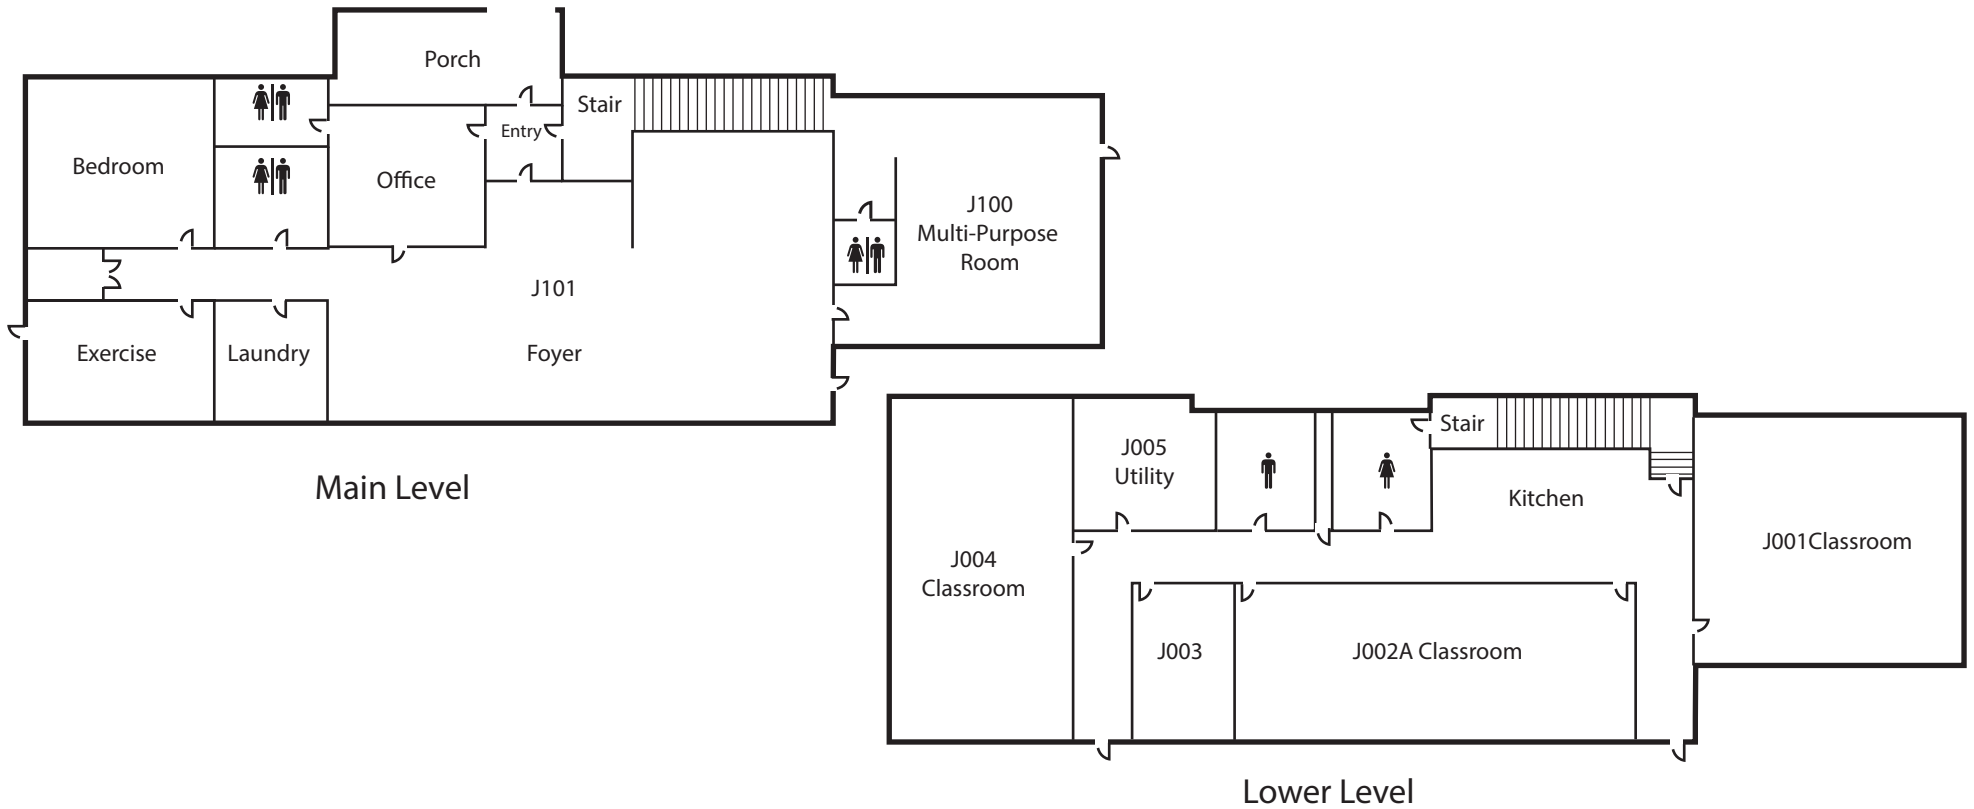 Porch
Stair
Entry
Bedroom
Office
J100
Multi-Purpose
Room
J101
Foyer
Exercise
Laundry
Main Level
Stair
J005
Utility
Kitchen
J001Classroom
J004
Classroom
J003
J002A Classroom
Lower Level